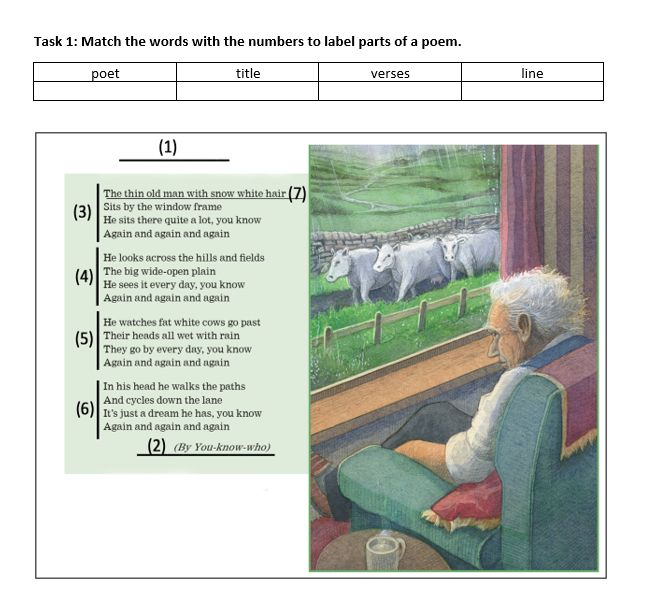 Task 1: Match the words with the numbers to label parts of a poem.
poet title verses line
(1)
The thin old man with snow white hair (7)
(3) Sits by the window frame
He sits there quite a lot, you know
Again and again and again
He looks across the hills and fields
(4) The big wide-open plain
He sees it every day, you know
Again and again and again
He watches fat white cows go past
(5) Their heads all wet with rain
They go by every day, you know
Again and again and again
In his head he walks the paths
And cycles down the lane
(6) It's just a dream he has, you know
Again and again and again
(2) (By You-know-who)